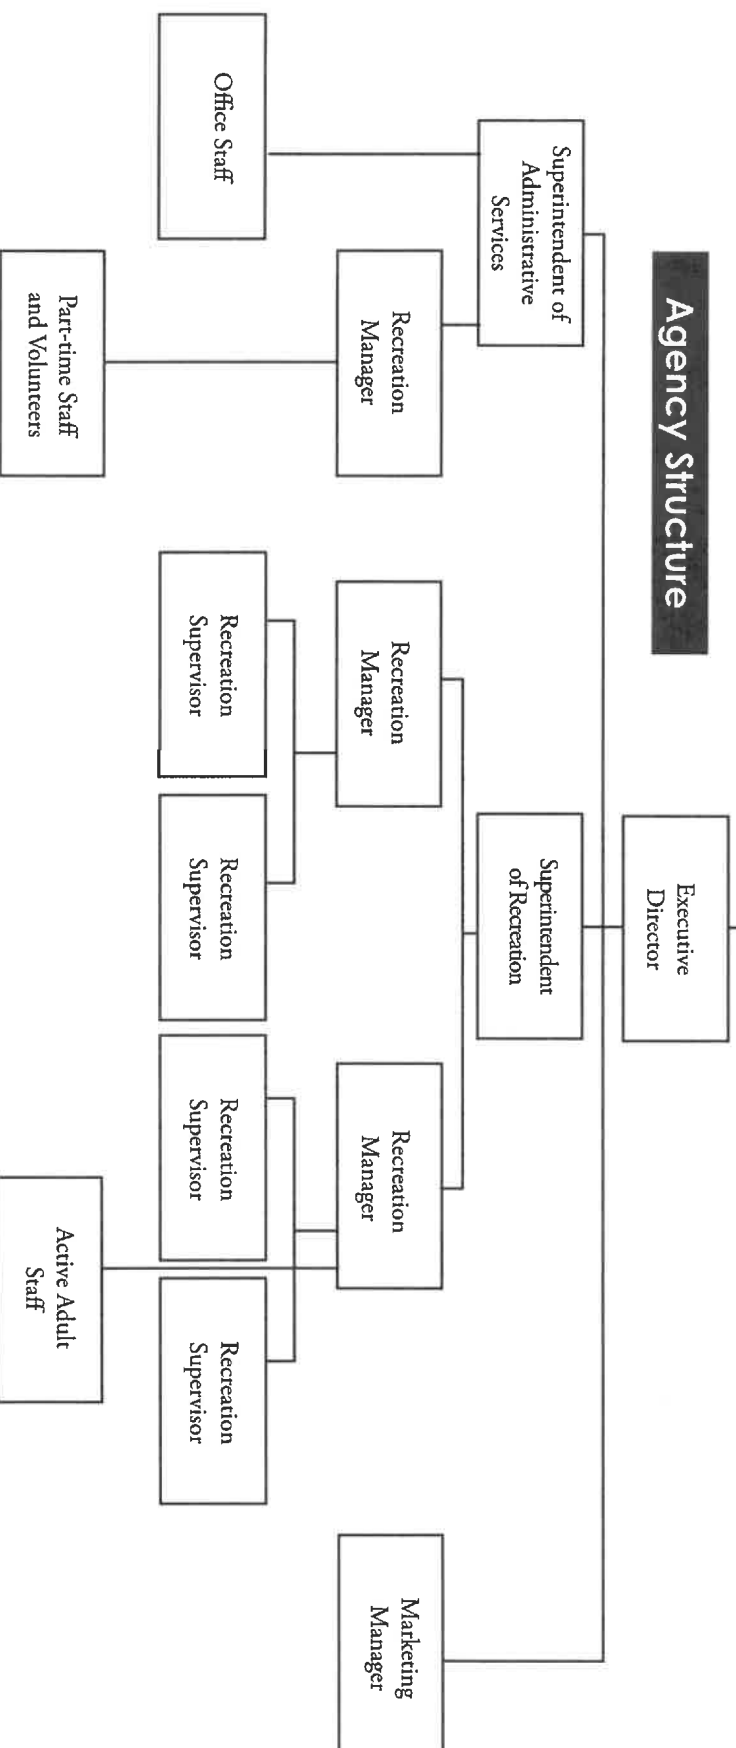 Agency Structure
Executive
Director
Superintendent of
Administrative
Services
Superintendent
of Recreation
Recreation
Manager
Recreation
Manager
Recreation
Manager
Marketing
Manager
Office Staff
Recreation
Supervisor
Recreation
Supervisor
Recreation
Supervisor
Recreation
Supervisor
Part-time Staff
and Volunteers
Active Adult
Staff